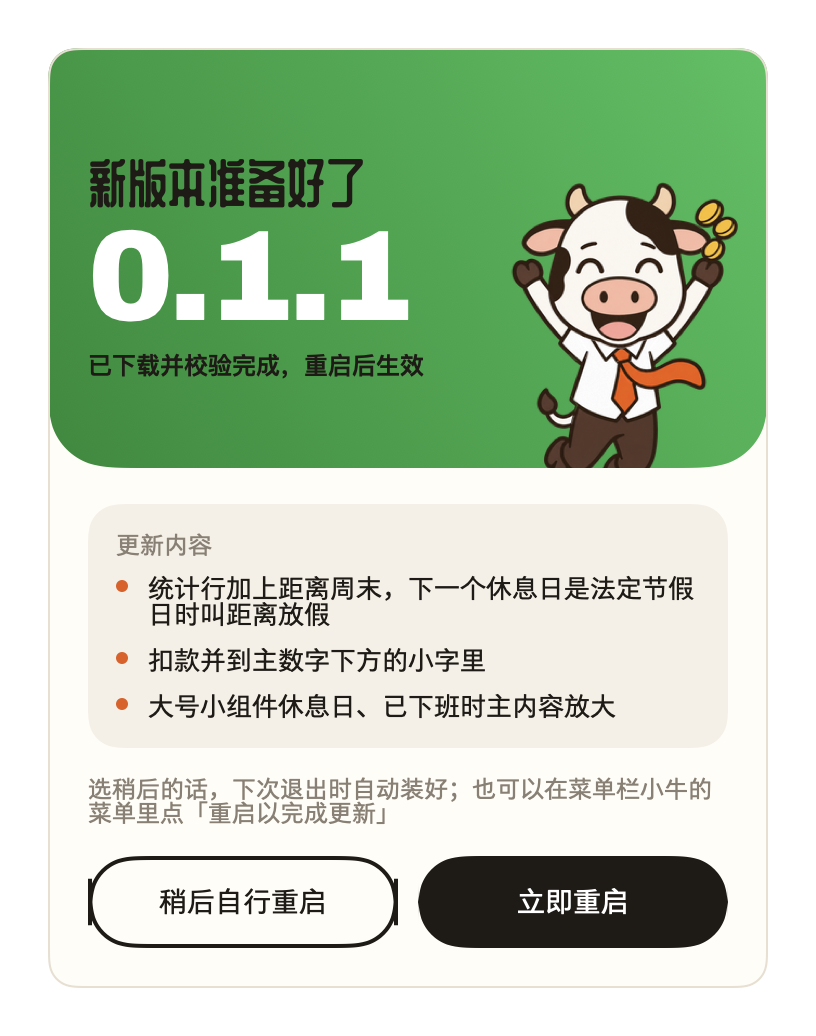 新版本准备好了
0.1.1
已下载并校验完成，重启后生效
更新内容
统计行加上距离周末，下一个休息日是法定节假
日时叫距离放假
扣款并到主数字下方的小字里
大号小组件休息日、已下班时主内容放大
选稍后的话，下次退出时自动装好；也可以在菜单栏小牛的
菜单里点「重启以完成更新」
稍后自行重启
立即重启